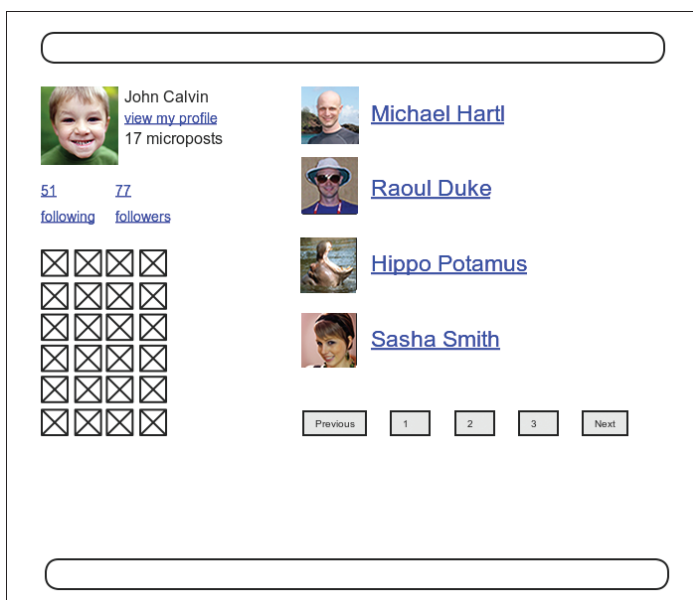 John Calvin
view my profile
17 microposts
51 77
following followers
Michael Hartl
Raoul Duke
Hippo Potamus
Sasha Smith
Previous 1 2 3 Next